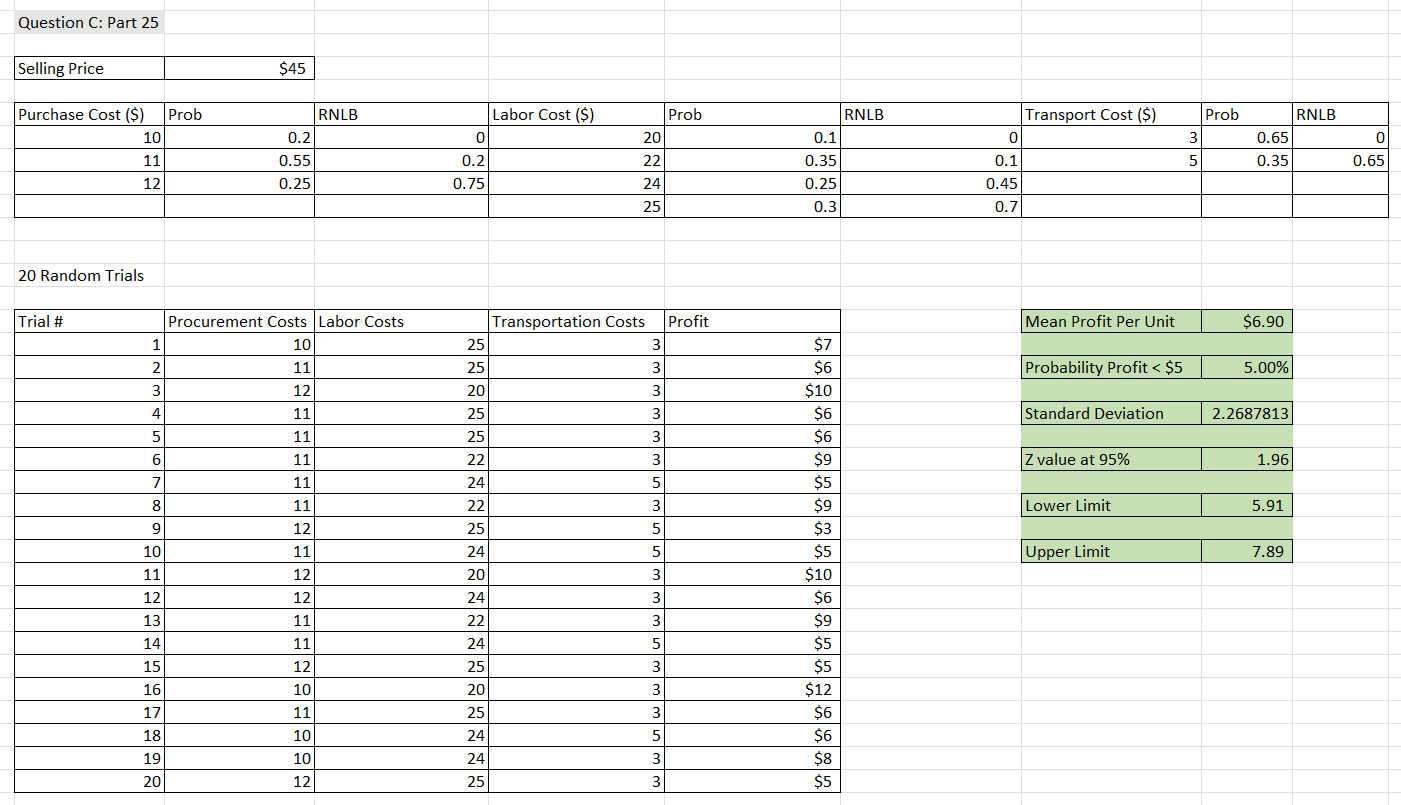 Question C: Part 25
Selling Price $45
Purchase Cost ($) Prob RNLB Labor Cost ($) Prob RNLB Transport Cost ($) Prob RNLB
10 0.2 0 20 0.1 0 3 0.65 0
11 0.55 0.2 22 0.35 0.1 5 0.35 0.65
12 0.25 0.75 24 0.25 0.45
25 0.3 0.7
20 Random Trials
Trial # Procurement Costs Labor Costs Transportation Costs Profit Mean Profit Per Unit $6.90
1 10 25 3 $7
2 11 25 3 $6 Probability Profit < $5 5.00%
3 12 20 3 $10
4 11 25 3 $6 Standard Deviation 2.2687813
5 11 25 3 $6
6 11 22 3 $9 Z value at 95% 1.96
7 11 24 5 $5
8 11 22 3 $9 Lower Limit 5.91
9 12 25 5 $3
10 11 24 5 $5 Upper Limit 7.89
11 12 20 3 $10
12 12 24 3 $6
13 11 22 3 $9
14 11 24 5 $5
15 12 25 3 $5
16 10 20 3 $12
17 11 25 3 $6
18 10 24 5 $6
19 10 24 3 $8
20 12 25 3 $5